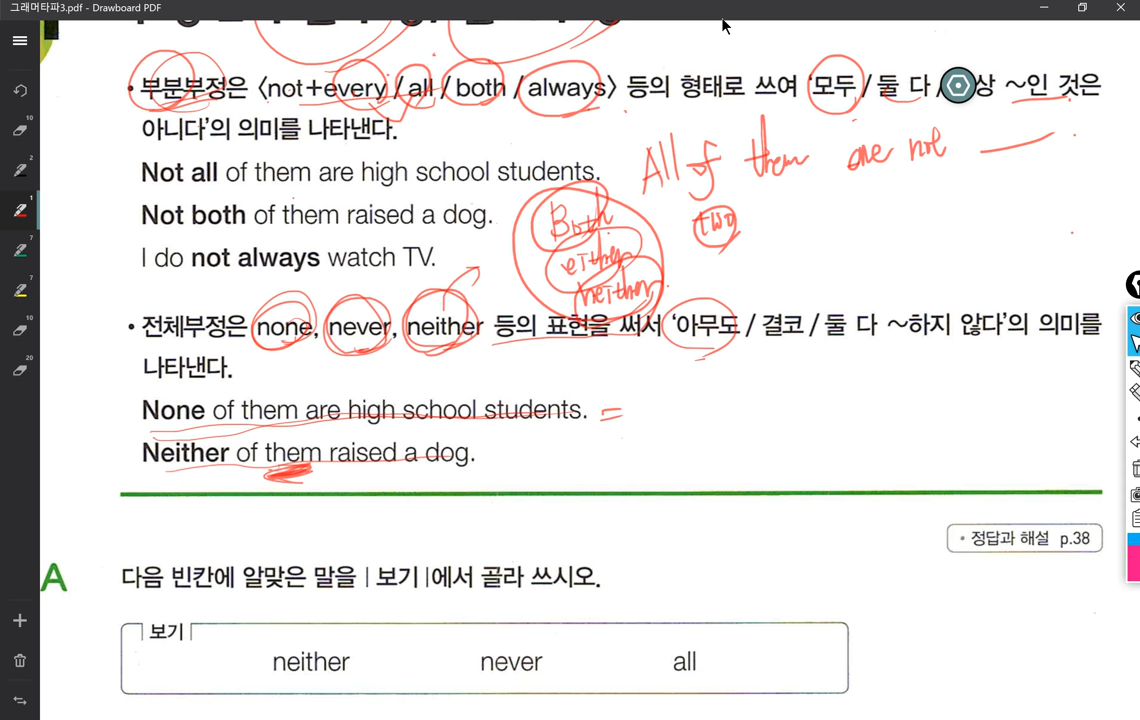 그래머타파3.pdf - Drawboard PDF
• 부분부정은 〈not+every / all / both / always〉 등의 형태로 쓰여 '모두 / 둘 다 / 상 ~인 것은
아니다'의 의미를 나타낸다.
All of them are not
Not all of them are high school students.
Not both of them raised a dog.
Both
two
I do not always watch TV.
either
neither
• 전체부정은 none, never, neither 등의 표현을 써서 '아무도 / 결코 / 둘 다 ~하지 않다'의 의미를
나타낸다.
None of them are high school students. =
Neither of them raised a dog.
• 정답과 해설 p.38
A 다음 빈칸에 알맞은 말을 | 보기 |에서 골라 쓰시오.
보기
neither never all
10
2
1
7
7
10
20